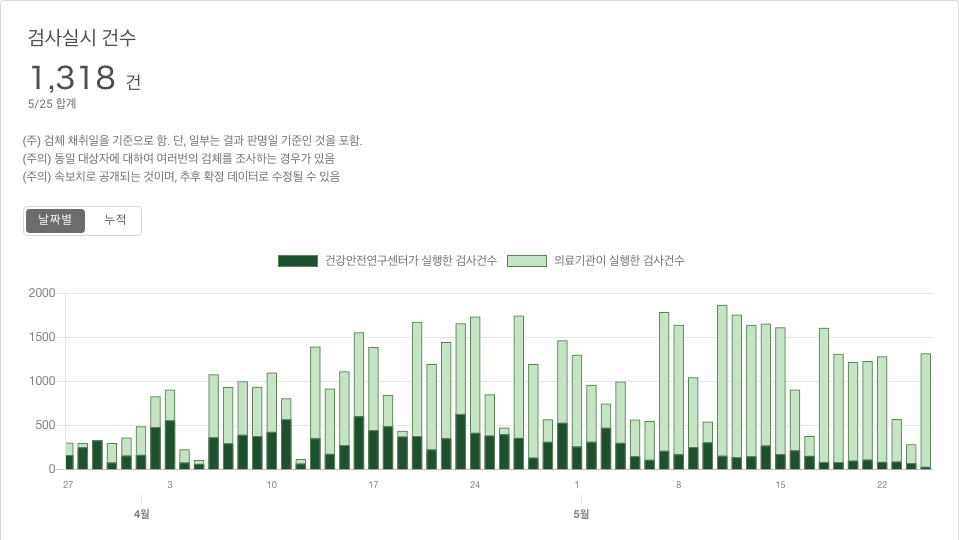 검사실시 건수
1,318 건
5/25 합계
(주) 검체 채취일을 기준으로 함. 단, 일부는 결과 판명일 기준인 것을 포함.
(주의) 동일 대상자에 대하여 여러번의 검체를 조사하는 경우가 있음
(주의) 속보치로 공개되는 것이며, 추후 확정 데이터로 수정될 수 있음
날짜별 누적
건강안전연구센터가 실행한 검사건수 의료기관이 실행한 검사건수
2000
1500
1000
500
0
27 3 10 17 24 1 8 15 22
4월 5월